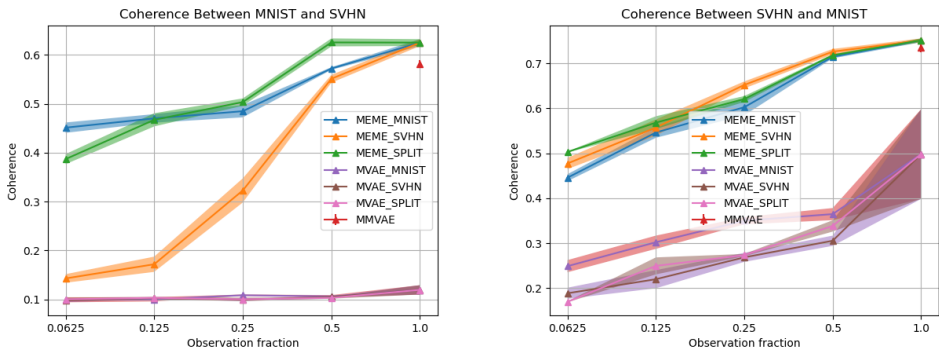 Coherence Between MNIST and SVHN
Coherence
0.6
0.5
0.4
0.3
0.2
0.1
MEME_MNIST
MEME_SVHN
MEME_SPLIT
MVAE_MNIST
MVAE_SVHN
MVAE_SPLIT
MMVAE
0.0625 0.125 0.25 0.5 1.0
Observation fraction
Coherence Between SVHN and MNIST
Coherence
0.7
0.6
0.5
0.4
0.3
0.2
MEME_MNIST
MEME_SVHN
MEME_SPLIT
MVAE_MNIST
MVAE_SVHN
MVAE_SPLIT
MMVAE
0.0625 0.125 0.25 0.5 1.0
Observation fraction